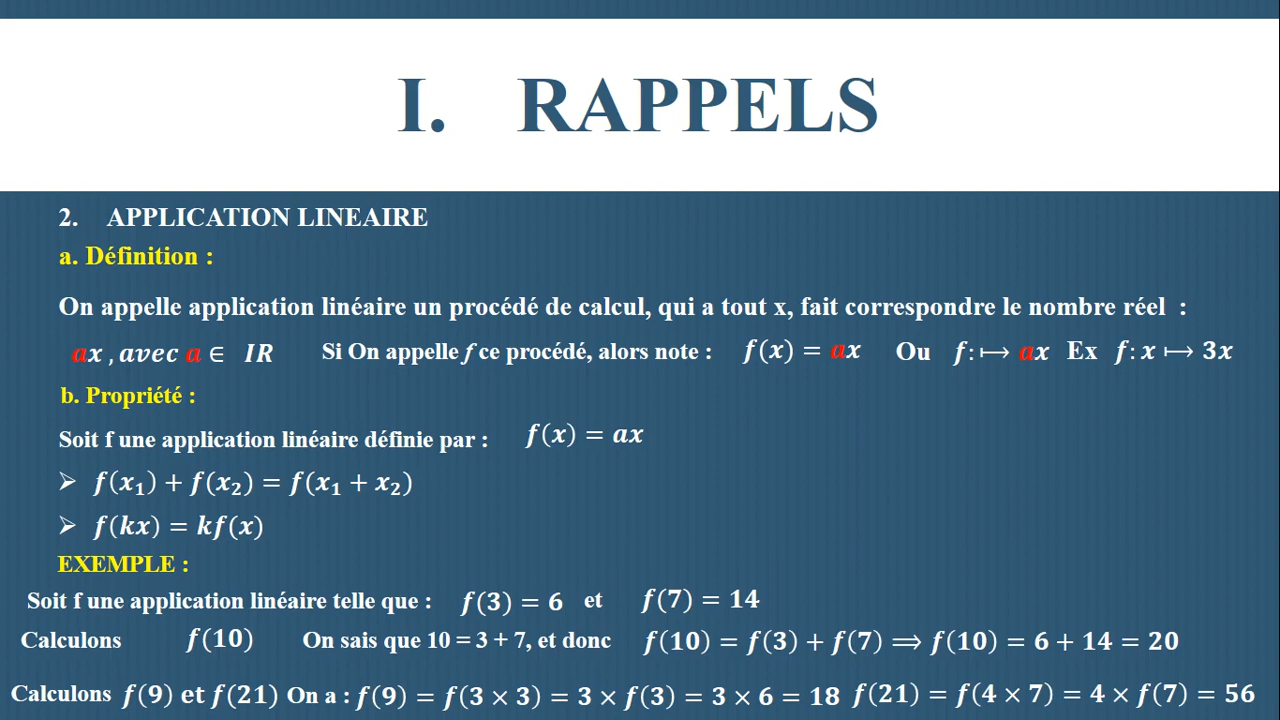 I. RAPPELS
2. APPLICATION LINEAIRE
a. Définition :
On appelle application linéaire un procédé de calcul, qui a tout x, fait correspondre le nombre réel :
ax , avec a ∈ IR Si On appelle f ce procédé, alors note : f(x) = ax Ou f: ⟼ ax Ex f: x ⟼ 3x
b. Propriété :
Soit f une application linéaire définie par : f(x) = ax
➢ f(x₁) + f(x₂) = f(x₁ + x₂)
➢ f(kx) = kf(x)
EXEMPLE :
Soit f une application linéaire telle que : f(3) = 6 et f(7) = 14
Calculons f(10) On sais que 10 = 3 + 7, et donc f(10) = f(3) + f(7) ⟹ f(10) = 6 + 14 = 20
Calculons f(9) et f(21) On a : f(9) = f(3 × 3) = 3 × f(3) = 3 × 6 = 18 f(21) = f(4 × 7) = 4 × f(7) = 56